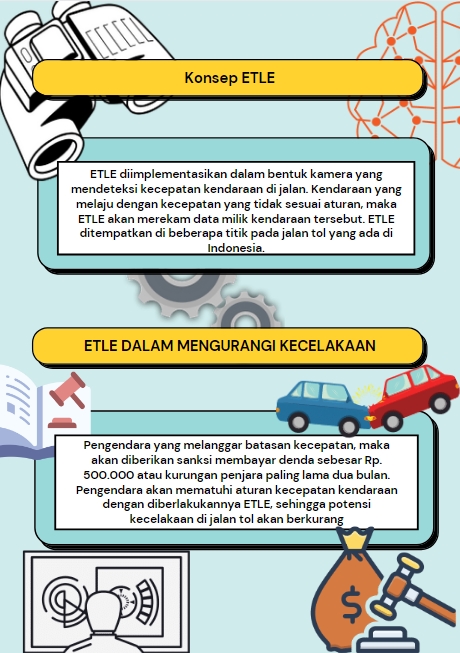 Konsep ETLE
ETLE diimplementasikan dalam bentuk kamera yang
mendeteksi kecepatan kendaraan di jalan. Kendaraan yang
melaju dengan kecepatan yang tidak sesuai aturan, maka
ETLE akan merekam data milik kendaraan tersebut. ETLE
ditempatkan di beberapa titik pada jalan tol yang ada di
Indonesia.
ETLE DALAM MENGURANGI KECELAKAAN
Pengendara yang melanggar batasan kecepatan, maka
akan diberikan sanksi membayar denda sebesar Rp.
500.000 atau kurungan penjara paling lama dua bulan.
Pengendara akan mematuhi aturan kecepatan kendaraan
dengan diberlakukannya ETLE, sehingga potensi
kecelakaan di jalan tol akan berkurang
$